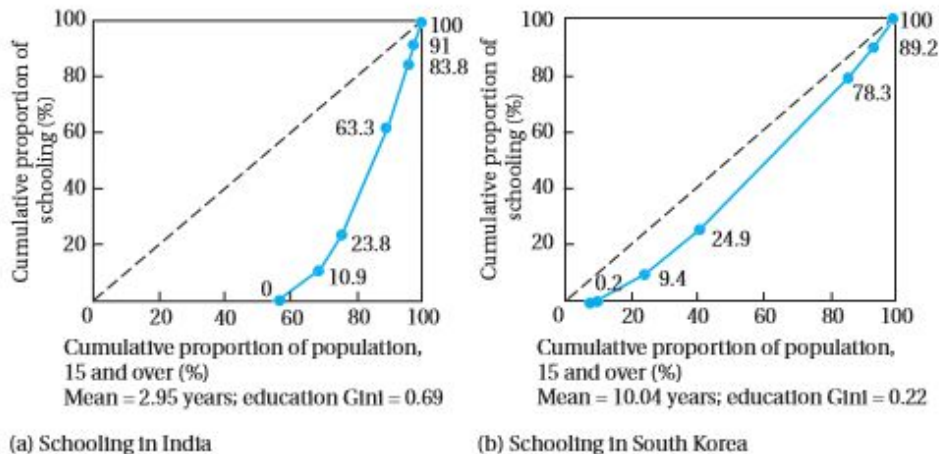 Cumulative proportion of
schooling (%)
100
80
60
40
20
0
20
40
60
80
100
0
10.9
23.8
63.3
83.8
91
100
Cumulative proportion of population,
15 and over (%)
Mean = 2.95 years; education Gini = 0.69
(a) Schooling in India
Cumulative proportion of
schooling (%)
100
80
60
40
20
0
20
40
60
80
100
0.2
9.4
24.9
78.3
89.2
100
Cumulative proportion of population,
15 and over (%)
Mean = 10.04 years; education Gini = 0.22
(b) Schooling in South Korea